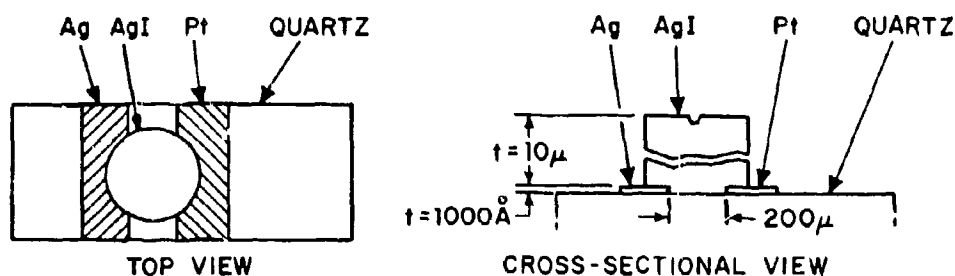 Ag AgI Pt QUARTZ
TOP VIEW
Ag AgI Pt QUARTZ
t = 10μ
t = 1000Å
200μ
CROSS-SECTIONAL VIEW